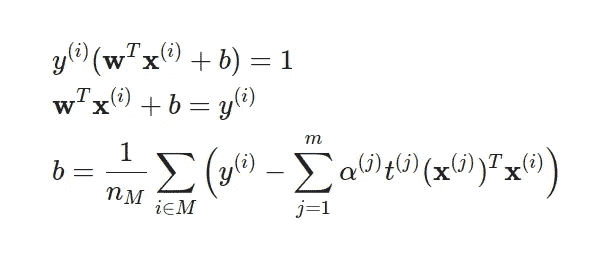 y^{(i)}(\mathbf{w}^T\mathbf{x}^{(i)} + b) = 1
\mathbf{w}^T\mathbf{x}^{(i)} + b = y^{(i)}
b = \frac{1}{n_M} \sum_{i \in M} \left( y^{(i)} - \sum_{j=1}^{m} \alpha^{(j)} t^{(j)} (\mathbf{x}^{(j)})^T \mathbf{x}^{(i)} \right)